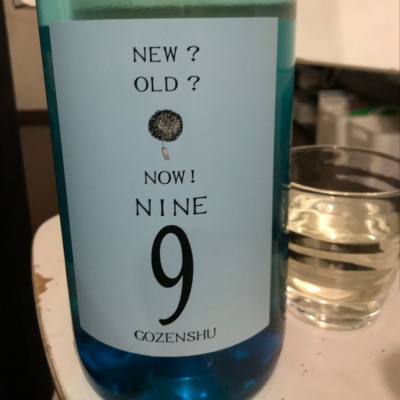 NEW ?
OLD ?
NOW!
NINE
9
GOZENSHU